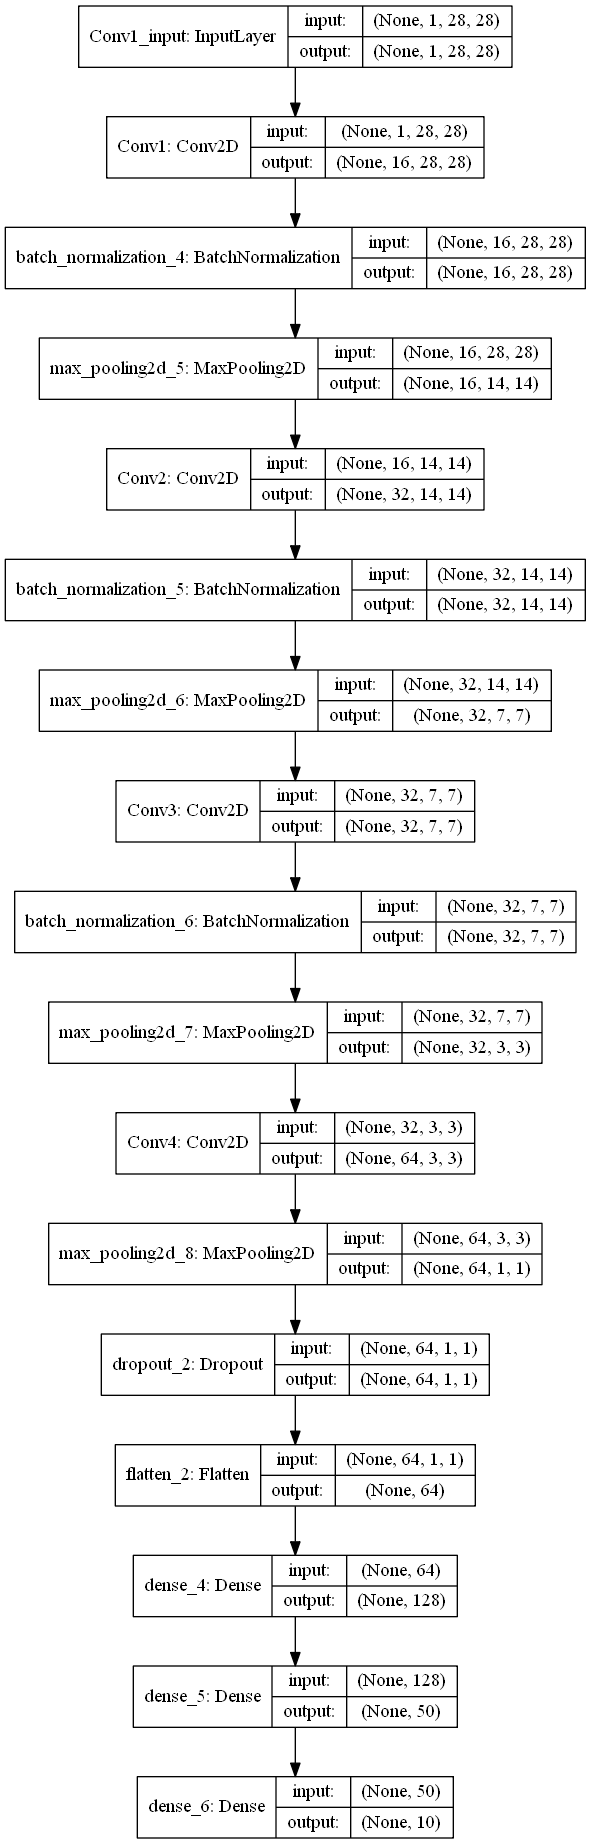 Conv1_input: InputLayer
input: (None, 1, 28, 28)
output: (None, 1, 28, 28)
Conv1: Conv2D
input: (None, 1, 28, 28)
output: (None, 16, 28, 28)
batch_normalization_4: BatchNormalization
input: (None, 16, 28, 28)
output: (None, 16, 28, 28)
max_pooling2d_5: MaxPooling2D
input: (None, 16, 28, 28)
output: (None, 16, 14, 14)
Conv2: Conv2D
input: (None, 16, 14, 14)
output: (None, 32, 14, 14)
batch_normalization_5: BatchNormalization
input: (None, 32, 14, 14)
output: (None, 32, 14, 14)
max_pooling2d_6: MaxPooling2D
input: (None, 32, 14, 14)
output: (None, 32, 7, 7)
Conv3: Conv2D
input: (None, 32, 7, 7)
output: (None, 32, 7, 7)
batch_normalization_6: BatchNormalization
input: (None, 32, 7, 7)
output: (None, 32, 7, 7)
max_pooling2d_7: MaxPooling2D
input: (None, 32, 7, 7)
output: (None, 32, 3, 3)
Conv4: Conv2D
input: (None, 32, 3, 3)
output: (None, 64, 3, 3)
max_pooling2d_8: MaxPooling2D
input: (None, 64, 3, 3)
output: (None, 64, 1, 1)
dropout_2: Dropout
input: (None, 64, 1, 1)
output: (None, 64, 1, 1)
flatten_2: Flatten
input: (None, 64, 1, 1)
output: (None, 64)
dense_4: Dense
input: (None, 64)
output: (None, 128)
dense_5: Dense
input: (None, 128)
output: (None, 50)
dense_6: Dense
input: (None, 50)
output: (None, 10)